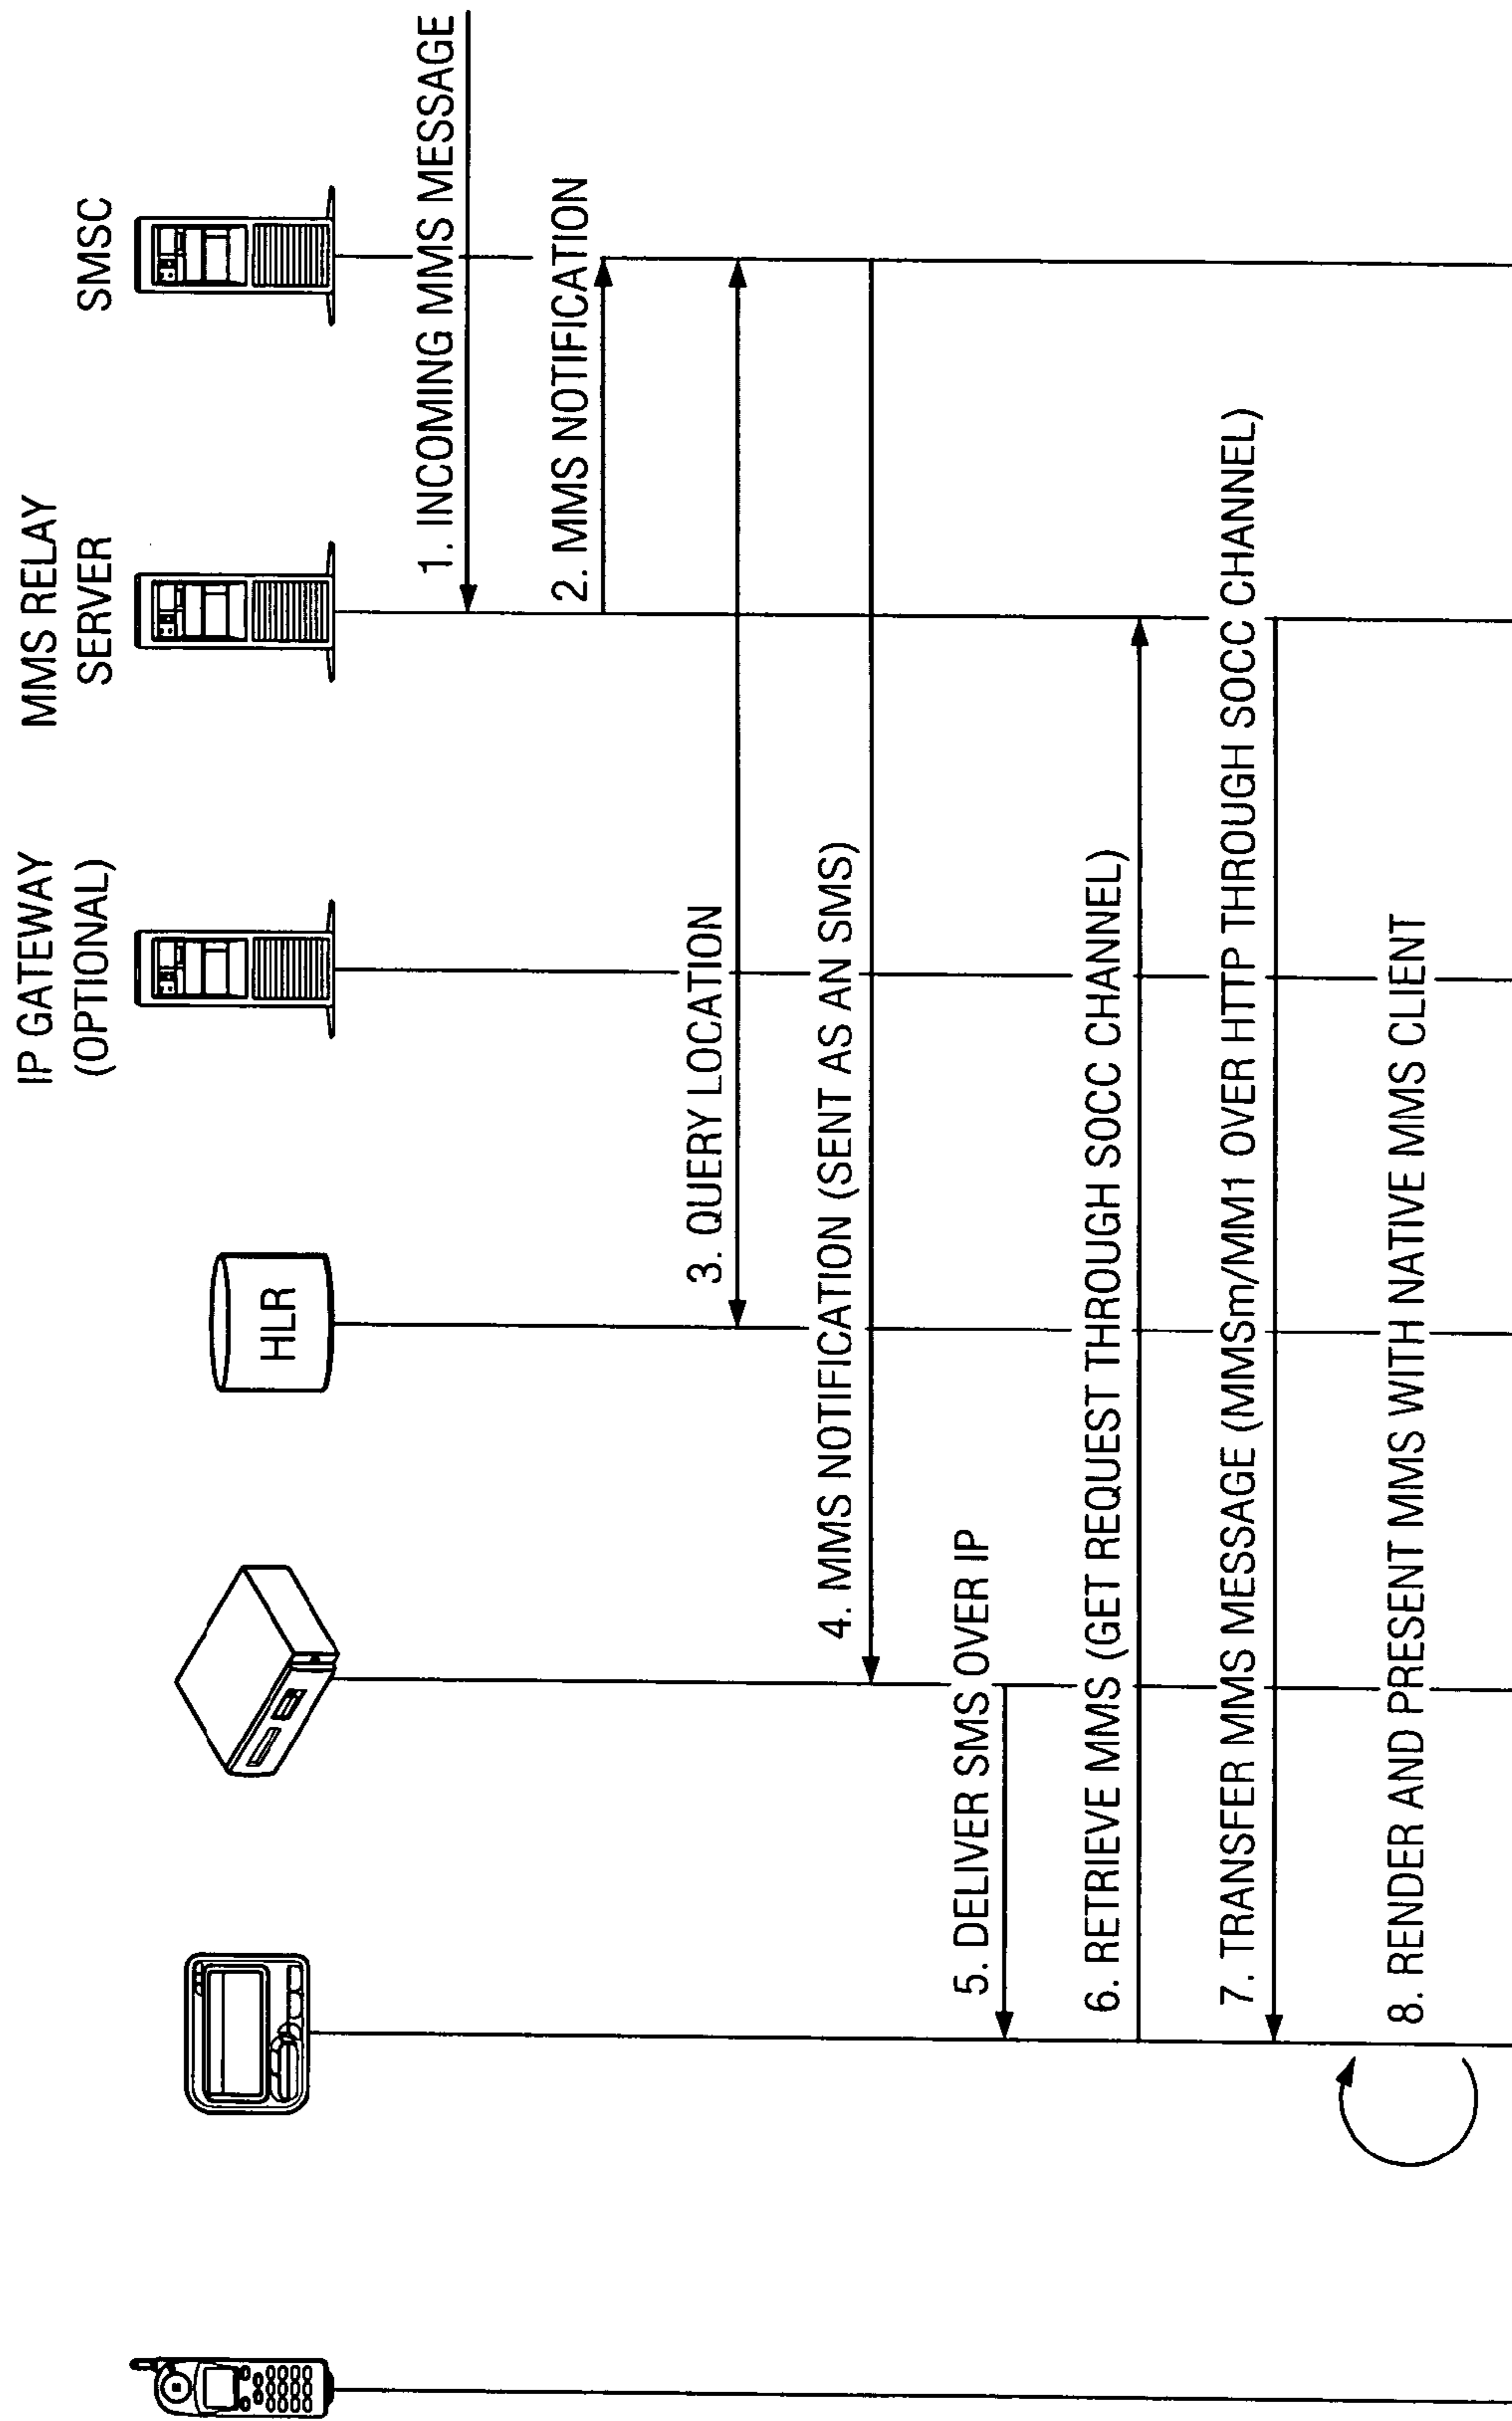 IP GATEWAY
(OPTIONAL)
MMS RELAY
SERVER
SMSC
HLR
1. INCOMING MMS MESSAGE
2. MMS NOTIFICATION
3. QUERY LOCATION
4. MMS NOTIFICATION (SENT AS AN SMS)
5. DELIVER SMS OVER IP
6. RETRIEVE MMS (GET REQUEST THROUGH SOCC CHANNEL)
7. TRANSFER MMS MESSAGE (MMSm/MM1 OVER HTTP THROUGH SOCC CHANNEL)
8. RENDER AND PRESENT MMS WITH NATIVE MMS CLIENT